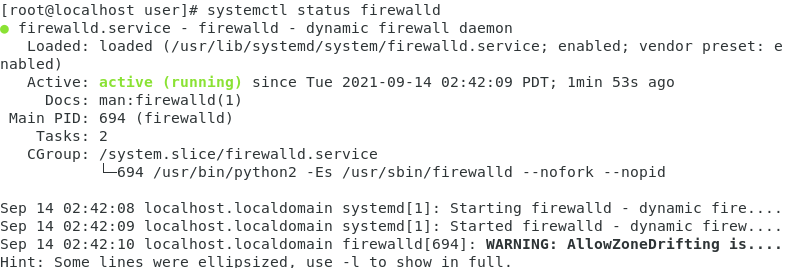 [root@localhost user]# systemctl status firewalld
● firewalld.service - firewalld - dynamic firewall daemon
   Loaded: loaded (/usr/lib/systemd/system/firewalld.service; enabled; vendor preset: e
nabled)
   Active: active (running) since Tue 2021-09-14 02:42:09 PDT; 1min 53s ago
     Docs: man:firewalld(1)
 Main PID: 694 (firewalld)
    Tasks: 2
   CGroup: /system.slice/firewalld.service
           └─694 /usr/bin/python2 -Es /usr/sbin/firewalld --nofork --nopid

Sep 14 02:42:08 localhost.localdomain systemd[1]: Starting firewalld - dynamic fire....
Sep 14 02:42:09 localhost.localdomain systemd[1]: Started firewalld - dynamic firew....
Sep 14 02:42:10 localhost.localdomain firewalld[694]: WARNING: AllowZoneDrifting is....
Hint: Some lines were ellipsized, use -l to show in full.